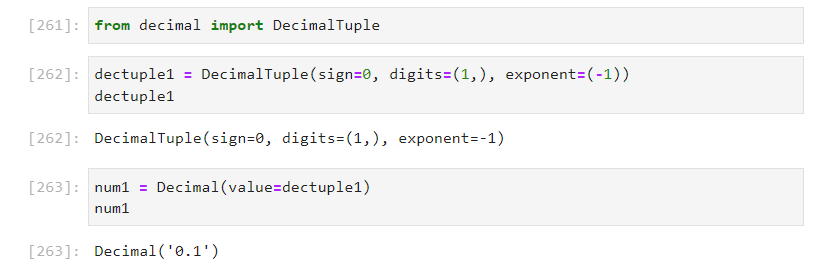 [261]: from decimal import DecimalTuple
[262]: dectuple1 = DecimalTuple(sign=0, digits=(1,), exponent=(-1))
dectuple1
[262]: DecimalTuple(sign=0, digits=(1,), exponent=-1)
[263]: num1 = Decimal(value=dectuple1)
num1
[263]: Decimal('0.1')